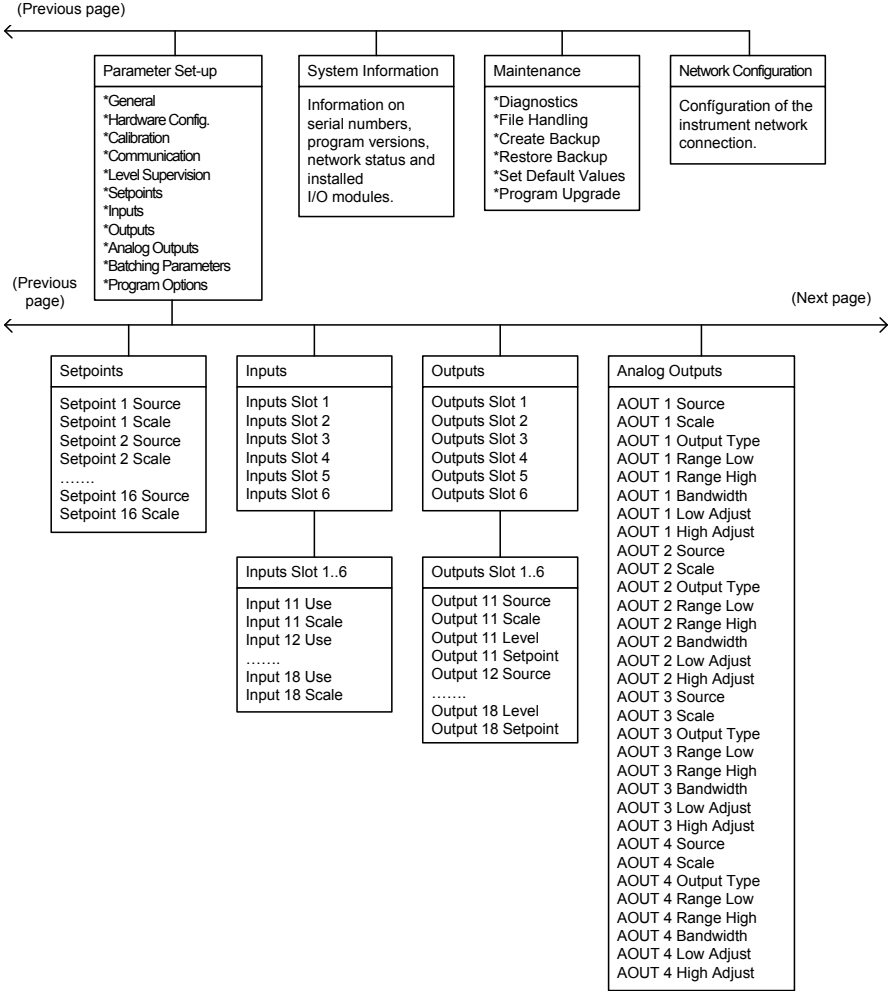 (Previous page)
Parameter Set-up
*General
*Hardware Config.
*Calibration
*Communication
*Level Supervision
*Setpoints
*Inputs
*Outputs
*Analog Outputs
*Batching Parameters
*Program Options
System Information
Information on
serial numbers,
program versions,
network status and
installed
I/O modules.
Maintenance
*Diagnostics
*File Handling
*Create Backup
*Restore Backup
*Set Default Values
*Program Upgrade
Network Configuration
Configuration of the
instrument network
connection.
(Previous
page)
(Next page)
Setpoints
Setpoint 1 Source
Setpoint 1 Scale
Setpoint 2 Source
Setpoint 2 Scale
.......
Setpoint 16 Source
Setpoint 16 Scale
Inputs
Inputs Slot 1
Inputs Slot 2
Inputs Slot 3
Inputs Slot 4
Inputs Slot 5
Inputs Slot 6
Inputs Slot 1..6
Input 11 Use
Input 11 Scale
Input 12 Use
.......
Input 18 Use
Input 18 Scale
Outputs
Outputs Slot 1
Outputs Slot 2
Outputs Slot 3
Outputs Slot 4
Outputs Slot 5
Outputs Slot 6
Outputs Slot 1..6
Output 11 Source
Output 11 Scale
Output 11 Level
Output 11 Setpoint
Output 12 Source
.......
Output 18 Level
Output 18 Setpoint
Analog Outputs
AOUT 1 Source
AOUT 1 Scale
AOUT 1 Output Type
AOUT 1 Range Low
AOUT 1 Range High
AOUT 1 Bandwidth
AOUT 1 Low Adjust
AOUT 1 High Adjust
AOUT 2 Source
AOUT 2 Scale
AOUT 2 Output Type
AOUT 2 Range Low
AOUT 2 Range High
AOUT 2 Bandwidth
AOUT 2 Low Adjust
AOUT 2 High Adjust
AOUT 3 Source
AOUT 3 Scale
AOUT 3 Output Type
AOUT 3 Range Low
AOUT 3 Range High
AOUT 3 Bandwidth
AOUT 3 Low Adjust
AOUT 3 High Adjust
AOUT 4 Source
AOUT 4 Scale
AOUT 4 Output Type
AOUT 4 Range Low
AOUT 4 Range High
AOUT 4 Bandwidth
AOUT 4 Low Adjust
AOUT 4 High Adjust